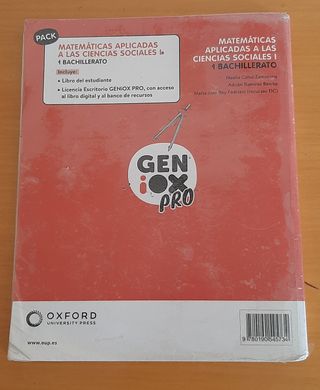 PACK
MATEMÁTICAS APLICADAS
A LAS CIENCIAS SOCIALES I
1 BACHILLERATO
Incluye:
• Libro del estudiante
• Licencia Escritorio GENiOX PRO, con acceso
al libro digital y al banco de recursos
MATEMÁTICAS
APLICADAS A LAS
CIENCIAS SOCIALES I
1 BACHILLERATO
GEN
iOX
PRO
OXFORD
UNIVERSITY PRESS
www.oup.es